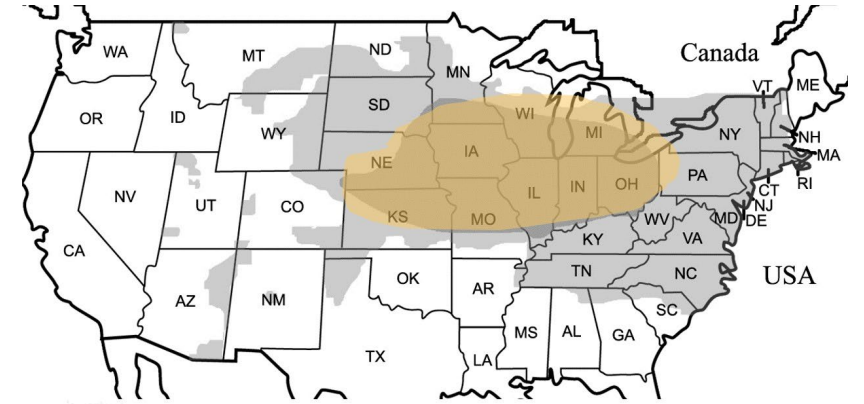 WA
MT
ND
MN
Canada
ME
VT
OR
ID
SD
WI
MI
NY
NH
WY
NE
IA
MA
NV
UT
CO
IL
IN
OH
PA
CT
RI
NJ
KS
MO
WV
MD
DE
CA
KY
VA
AZ
NM
OK
AR
TN
NC
USA
SC
TX
LA
MS
AL
GA